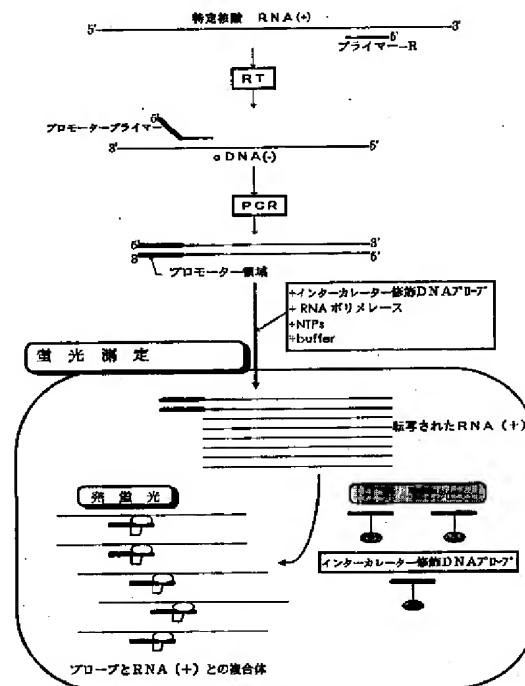 特定核酸 RNA(+)
5' 3'
5'
プライマーR
RT
5'
プロモータープライマー
3' 5'
cDNA(-)
PCR
5' 3'
3' 5'
プロモーター領域
+インターカレーター修飾DNAプローブ
+RNAポリメレース
+NTPs
+buffer
蛍光測定
転写されたRNA(+)
発蛍光
インターカレーター修飾DNAプローブ
プローブとRNA(+)との複合体